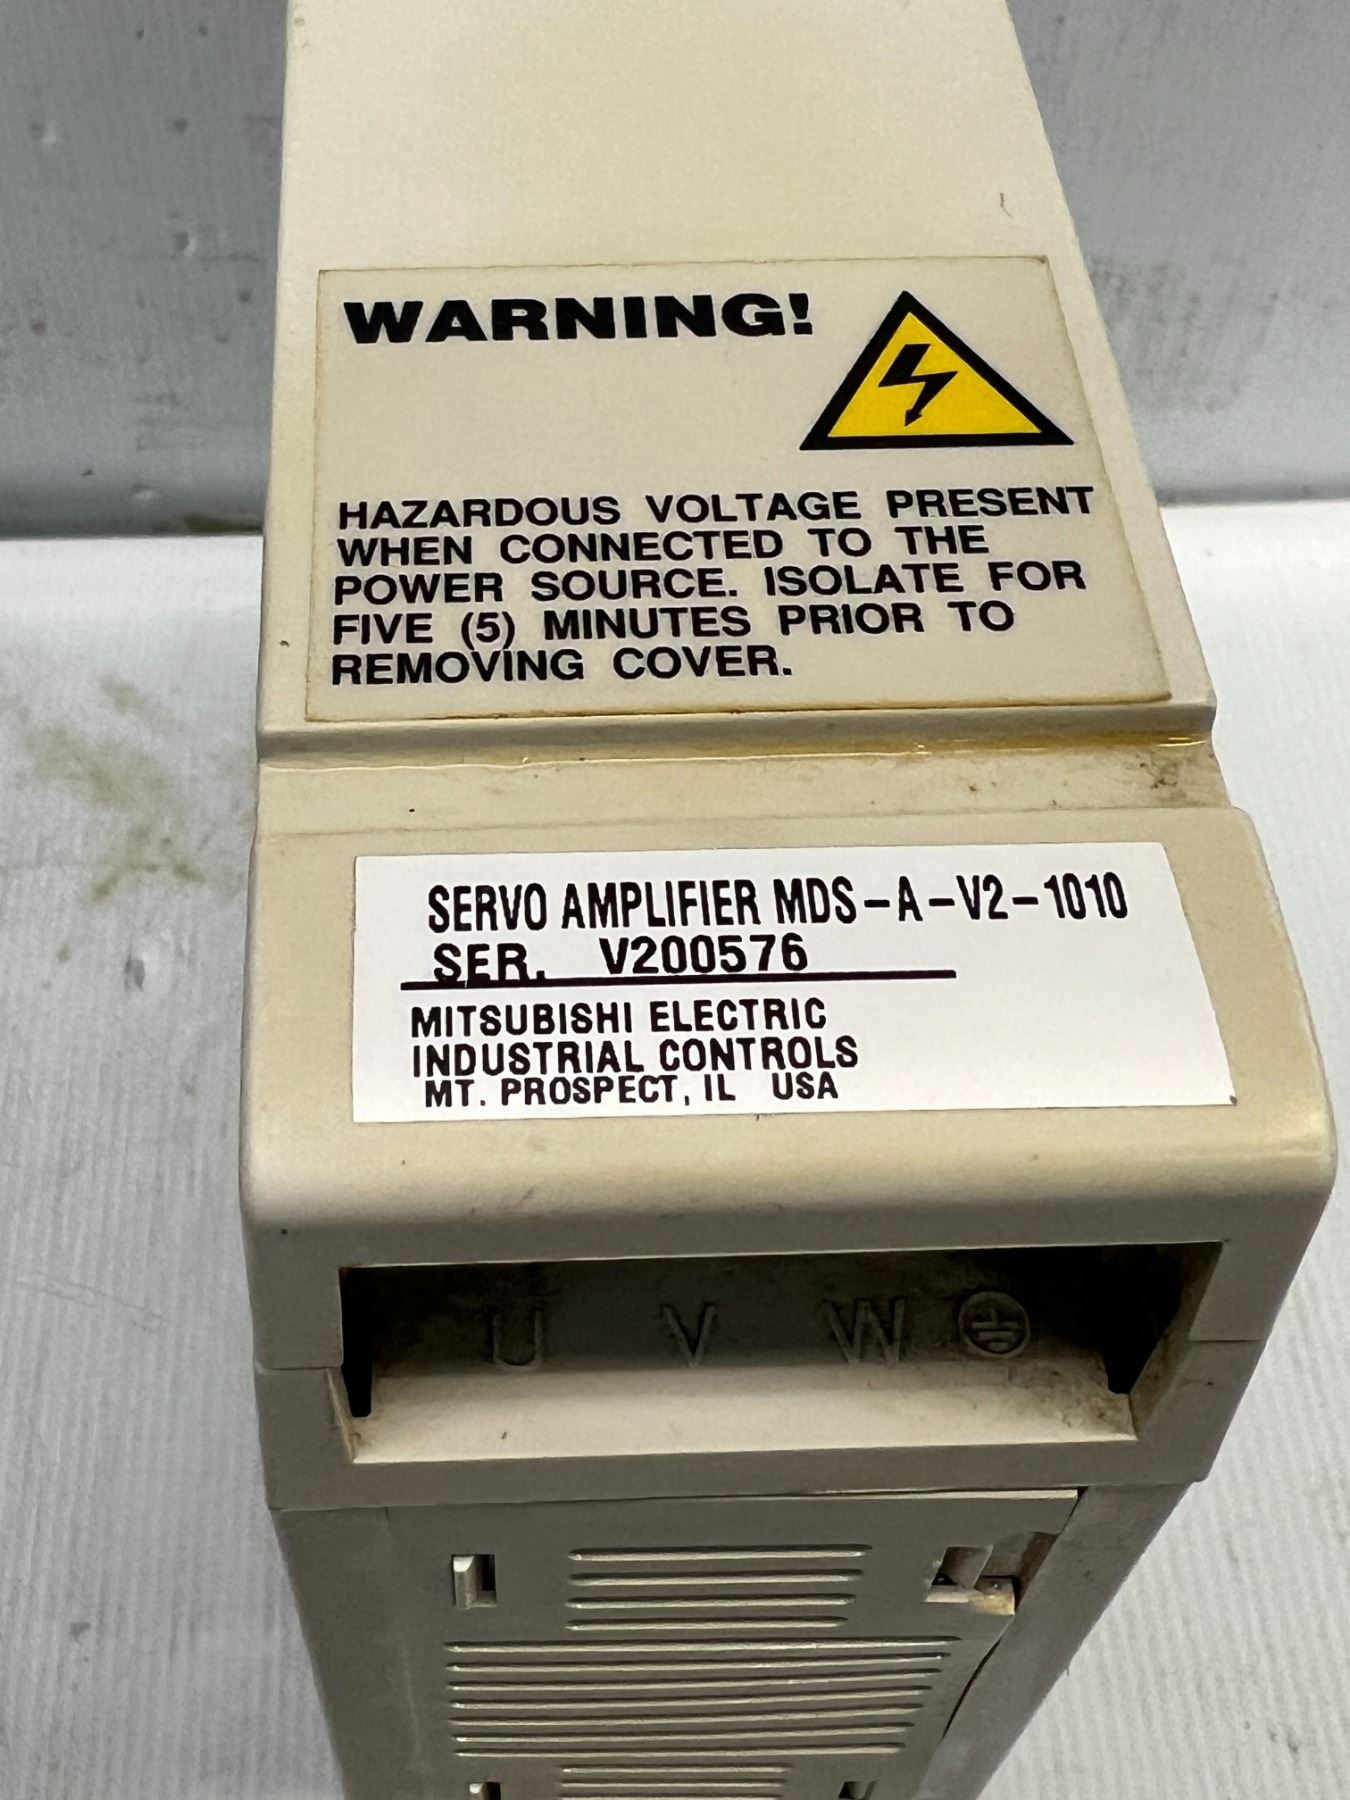 WARNING!
HAZARDOUS VOLTAGE PRESENT
WHEN CONNECTED TO THE
POWER SOURCE. ISOLATE FOR
FIVE (5) MINUTES PRIOR TO
REMOVING COVER.
SERVO AMPLIFIER MDS-A-V2-1010
SER. V200576
MITSUBISHI ELECTRIC
INDUSTRIAL CONTROLS
MT. PROSPECT, IL USA
U V W